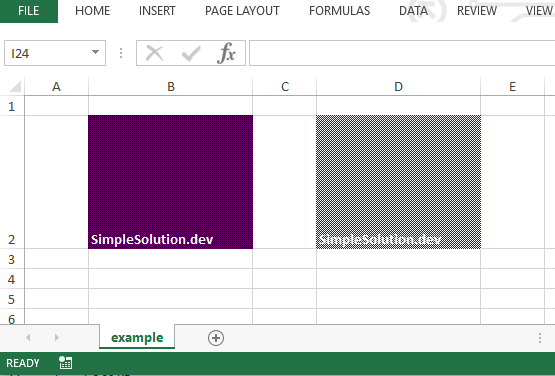 FILE HOME INSERT PAGE LAYOUT FORMULAS DATA REVIEW VIEW
I24 fx
A B C D E
1
2 SimpleSolution.dev SimpleSolution.dev
3
4
5
6
example
READY